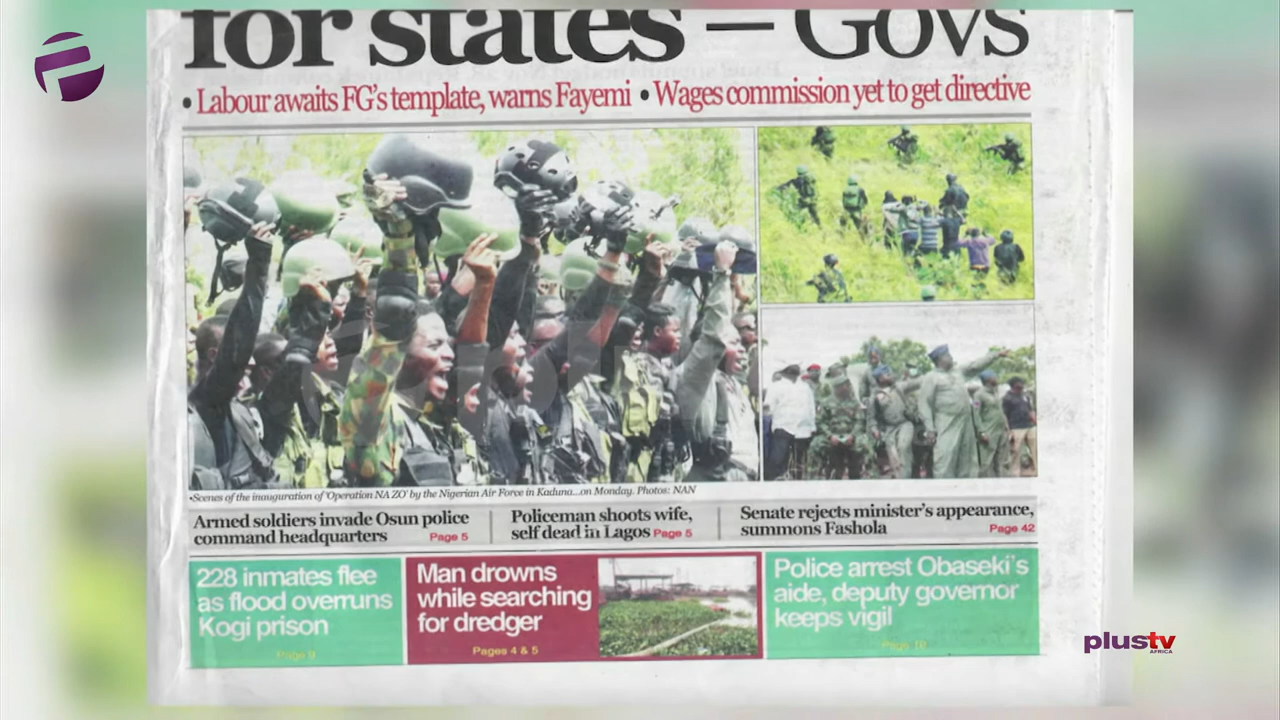 for states – Govs
• Labour awaits FG's template, warns Fayemi • Wages commission yet to get directive
•Scenes of the inauguration of 'Operation NA ZO' by the Nigerian Air Force in Kaduna...on Monday. Photos: NAN
Armed soldiers invade Osun police
command headquarters Page 5
Policeman shoots wife,
self dead in Lagos Page 5
Senate rejects minister's appearance,
summons Fashola Page 42
228 inmates flee
as flood overruns
Kogi prison
Page 9
Man drowns
while searching
for dredger
Pages 4 & 5
Police arrest Obaseki's
aide, deputy governor
keeps vigil
plustv
AFRICA